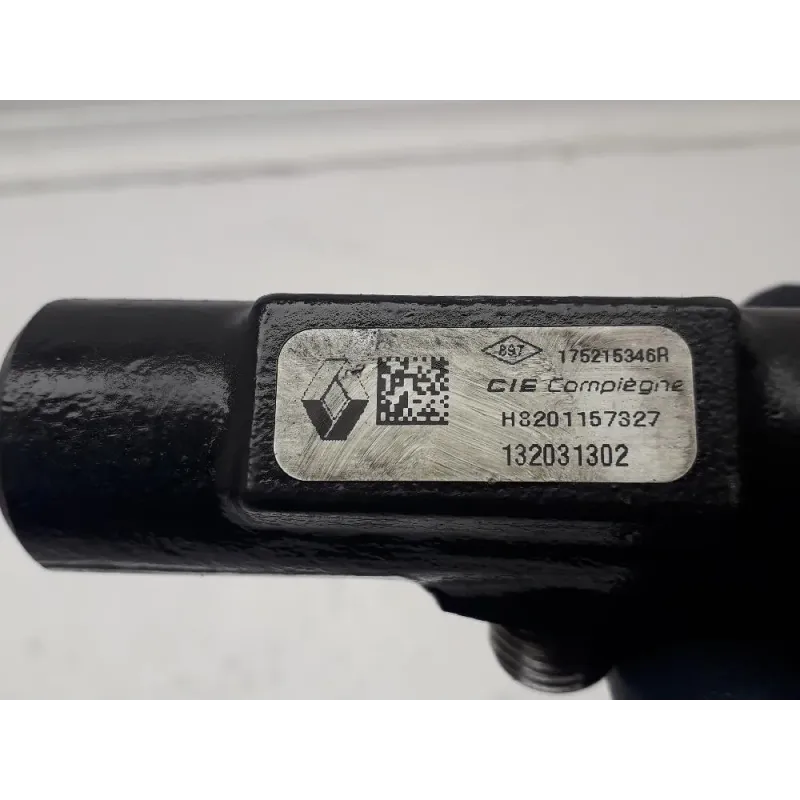 897 175215346R
CIE Compiègne
H8201157327
132031302